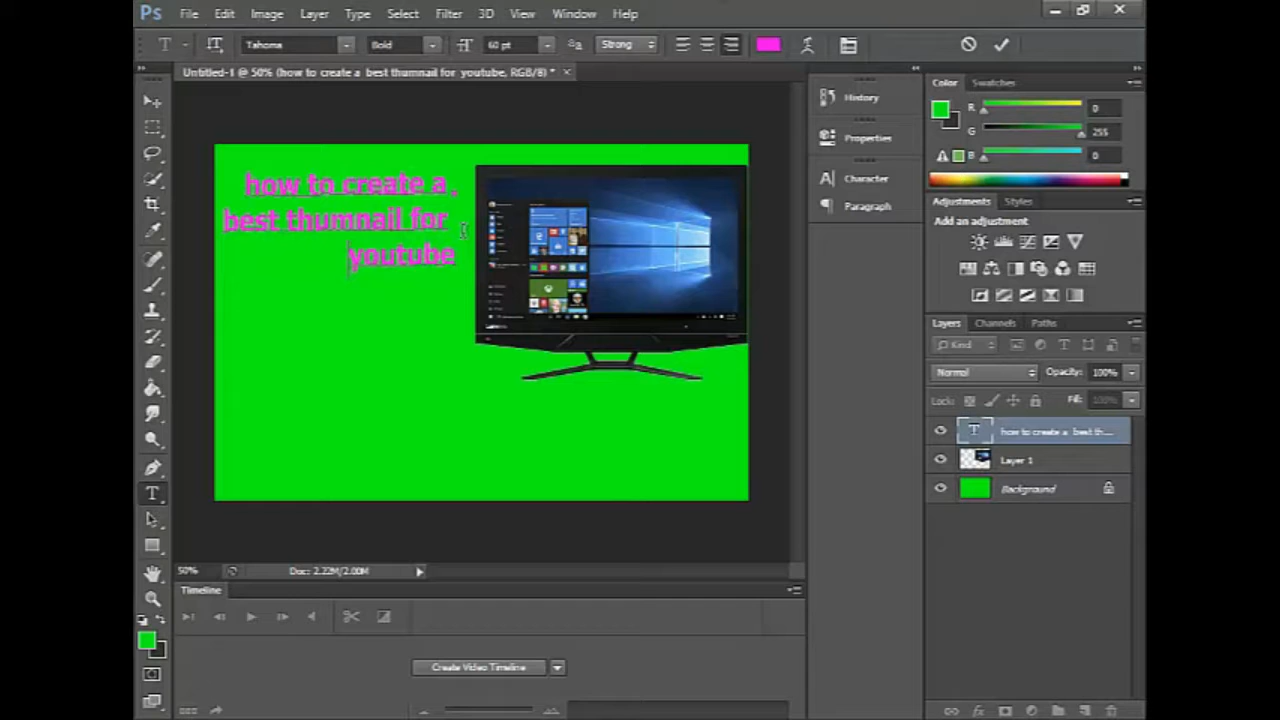 Ps File Edit Image Layer Type Select Filter 3D View Window Help
T Tahoma Bold 60 pt aa Strong
Untitled-1 @ 50% (how to create a best thumnail for youtube, RGB/8) * ×
how to create a
best thumnail for
youtube
50% Doc: 2.22M/2.00M
Timeline
Create Video Timeline
History
Properties
Character
Paragraph
Color Swatches
R 0
G 255
B 0
Adjustments Styles
Add an adjustment
Layers Channels Paths
Kind
Normal Opacity: 100%
Lock: Fill: 100%
T how to create a best th...
Layer 1
Background